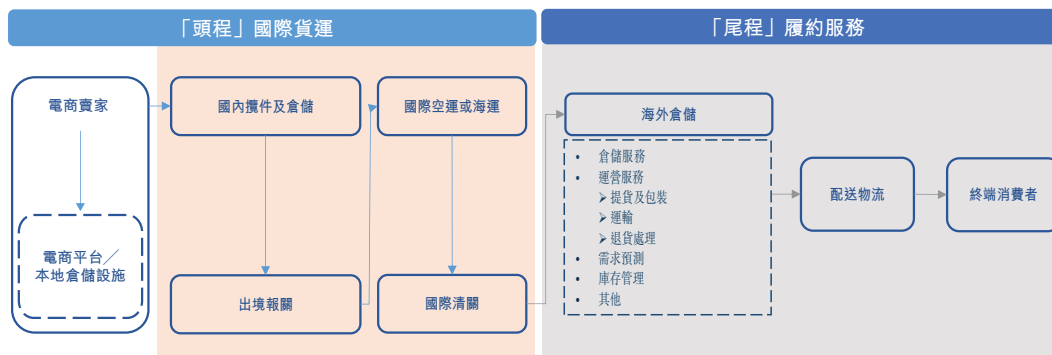 「頭程」國際貨運
「尾程」履約服務
電商賣家
電商平台╱
本地倉儲設施
國內攬件及倉儲
出境報關
國際空運或海運
國際清關
海外倉儲
• 倉儲服務
• 運營服務
➢ 提貨及包裝
➢ 運輸
➢ 退貨處理
• 需求預測
• 庫存管理
• 其他
配送物流
終端消費者